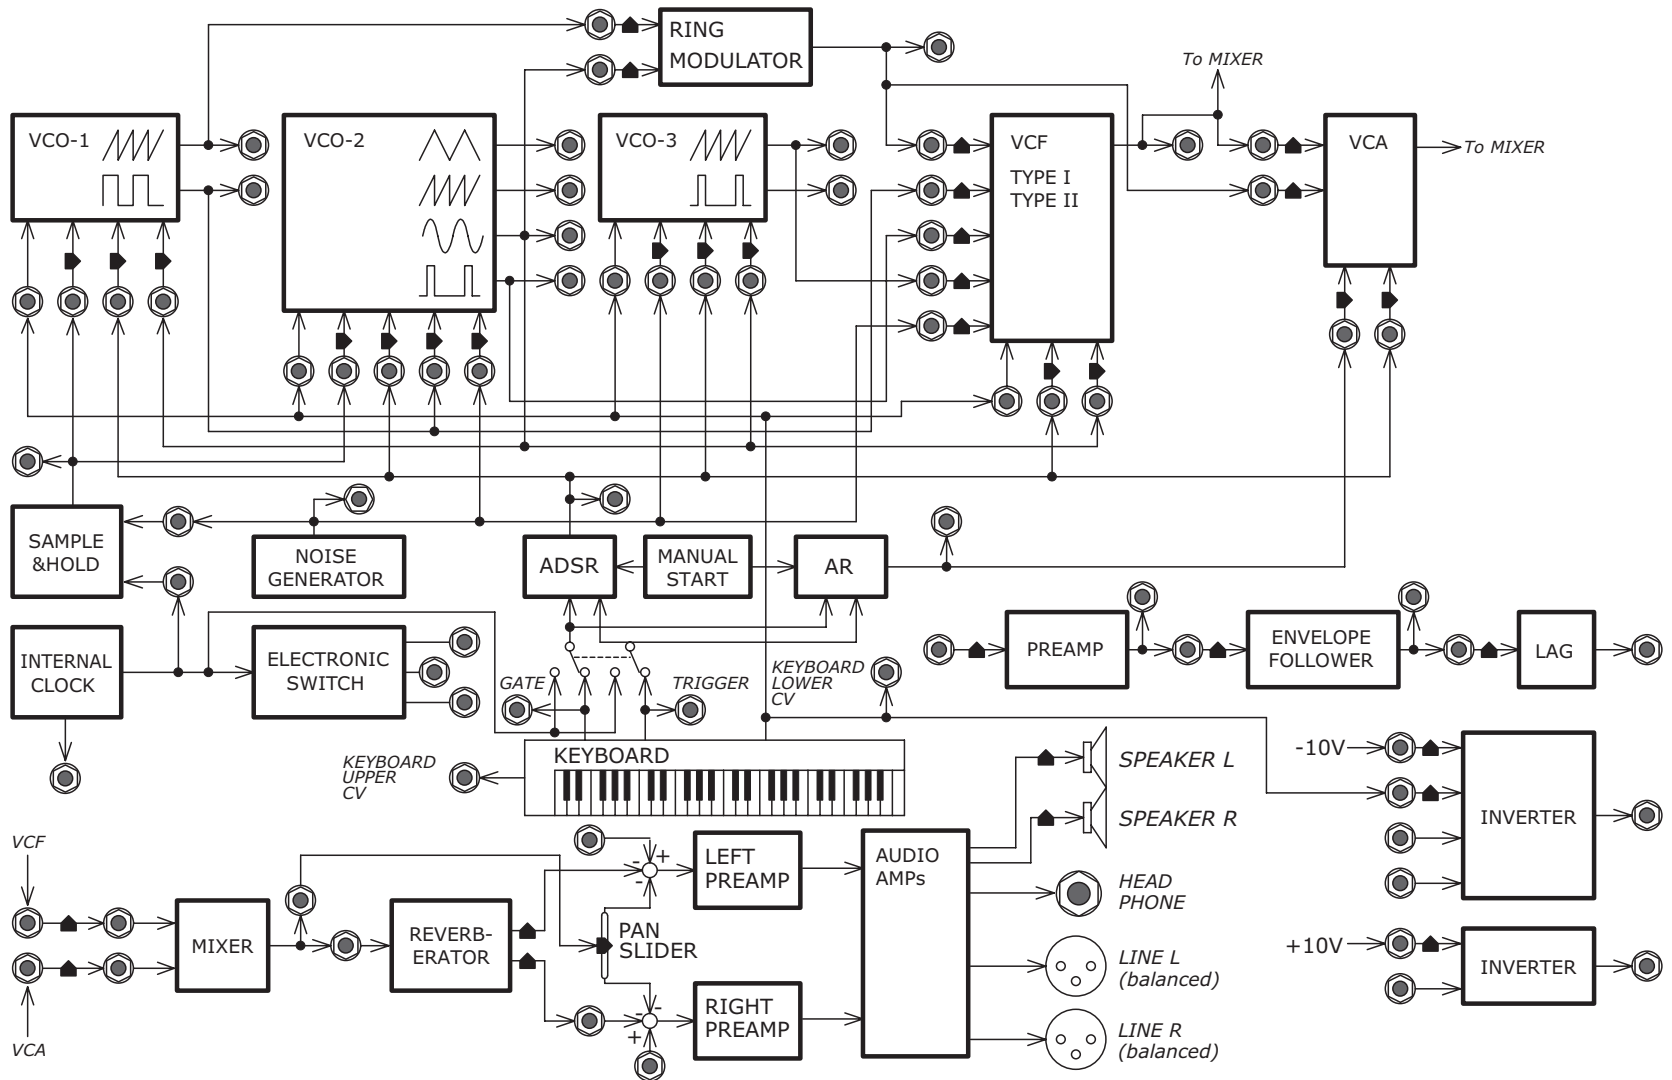 RING
MODULATOR
To MIXER
VCO-1
VCO-2
VCO-3
VCF
TYPE I
TYPE II
VCA
To MIXER
SAMPLE
&HOLD
NOISE
GENERATOR
ADSR
MANUAL
START
AR
INTERNAL
CLOCK
ELECTRONIC
SWITCH
GATE
TRIGGER
KEYBOARD
LOWER
CV
PREAMP
ENVELOPE
FOLLOWER
LAG
KEYBOARD
UPPER
CV
KEYBOARD
SPEAKER L
SPEAKER R
-10V
INVERTER
+10V
INVERTER
VCF
VCA
MIXER
REVERB-
ERATOR
PAN
SLIDER
-
+
-
-
-
+
LEFT
PREAMP
RIGHT
PREAMP
AUDIO
AMPs
HEAD
PHONE
LINE L
(balanced)
LINE R
(balanced)